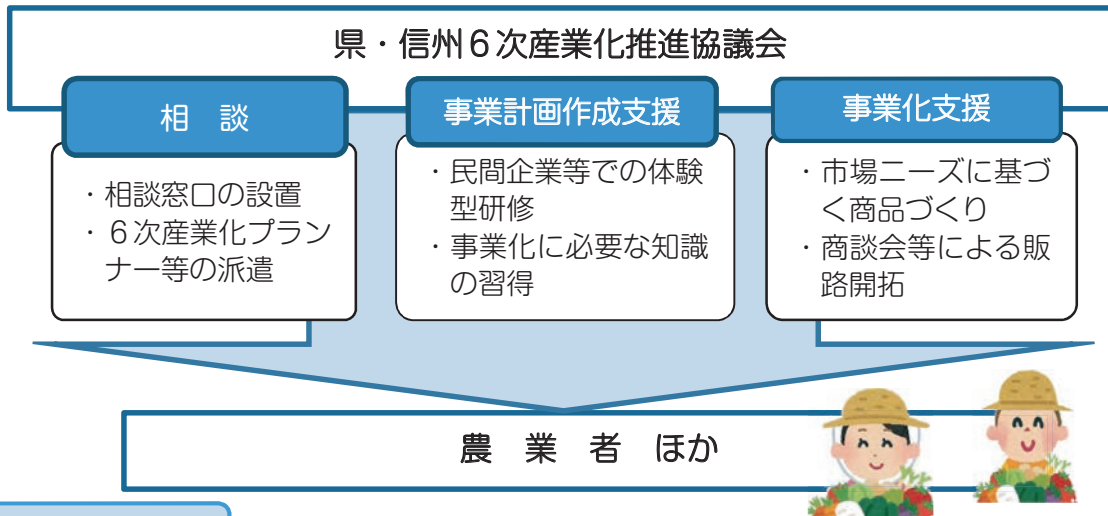 県・信州６次産業化推進協議会
相 談
・相談窓口の設置
・６次産業化プラン
ナー等の派遣
事業計画作成支援
・民間企業等での体験
型研修
・事業化に必要な知識
の習得
事業化支援
・市場ニーズに基づ
く商品づくり
・商談会等による販
路開拓
農 業 者 ほか